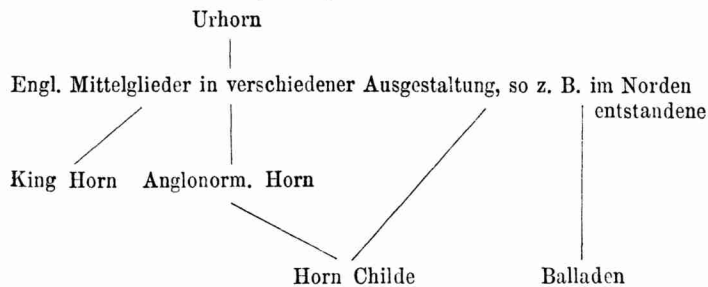 Urhorn
Engl. Mittelglieder in verschiedener Ausgestaltung, so z. B. im Norden
entstandene
King Horn Anglonorm. Horn
Horn Childe Balladen